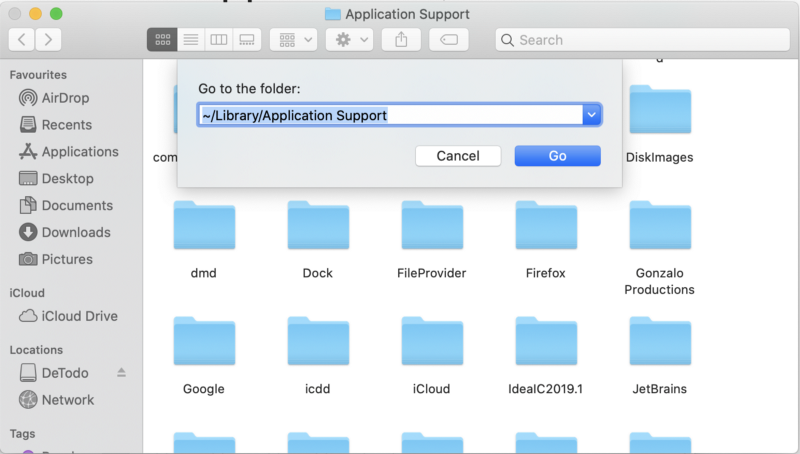 Application Support
Search
Favourites
AirDrop
Recents
Applications
Desktop
Documents
Downloads
Pictures
iCloud
iCloud Drive
Locations
DeTodo
Network
Tags
Go to the folder:
~/Library/Application Support
Cancel
Go
com
DiskImages
dmd
Dock
FileProvider
Firefox
Gonzalo
Productions
Google
icdd
iCloud
IdeaIC2019.1
JetBrains